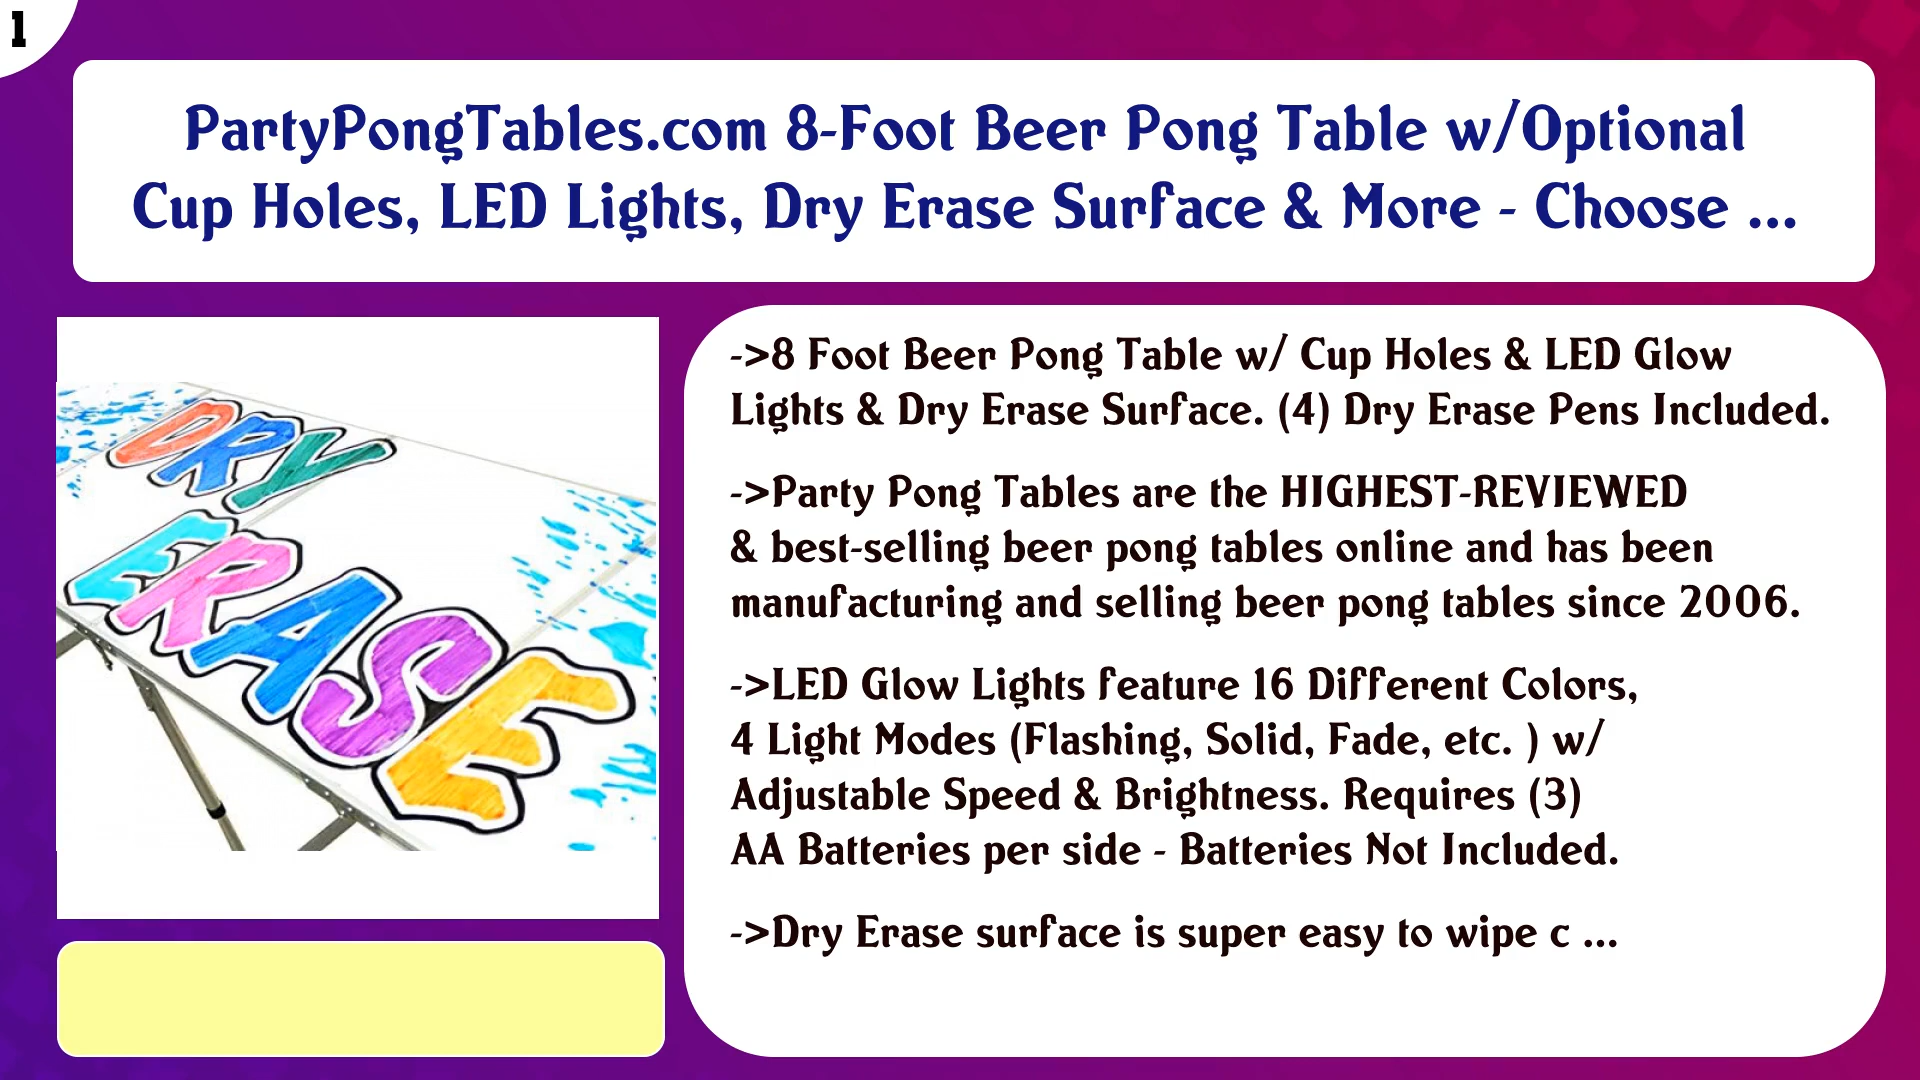 1
PartyPongTables.com 8-Foot Beer Pong Table w/Optional
Cup Holes, LED Lights, Dry Erase Surface & More - Choose ...
DRY
ERASE
->8 Foot Beer Pong Table w/ Cup Holes & LED Glow
Lights & Dry Erase Surface. (4) Dry Erase Pens Included.
->Party Pong Tables are the HIGHEST-REVIEWED
& best-selling beer pong tables online and has been
manufacturing and selling beer pong tables since 2006.
->LED Glow Lights feature 16 Different Colors,
4 Light Modes (Flashing, Solid, Fade, etc. ) w/
Adjustable Speed & Brightness. Requires (3)
AA Batteries per side - Batteries Not Included.
->Dry Erase surface is super easy to wipe c ...